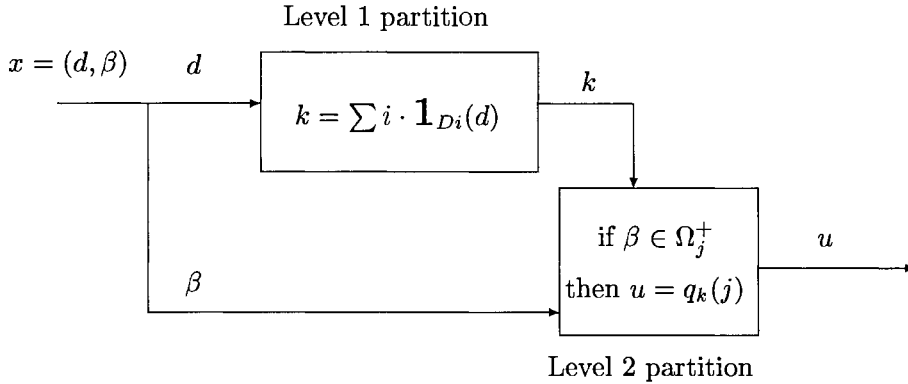 Level 1 partition
x = (d, β)
d
k = ∑ i · 1_{Di}(d)
k
if β ∈ Ω_j^+
then u = q_k(j)
u
β
Level 2 partition